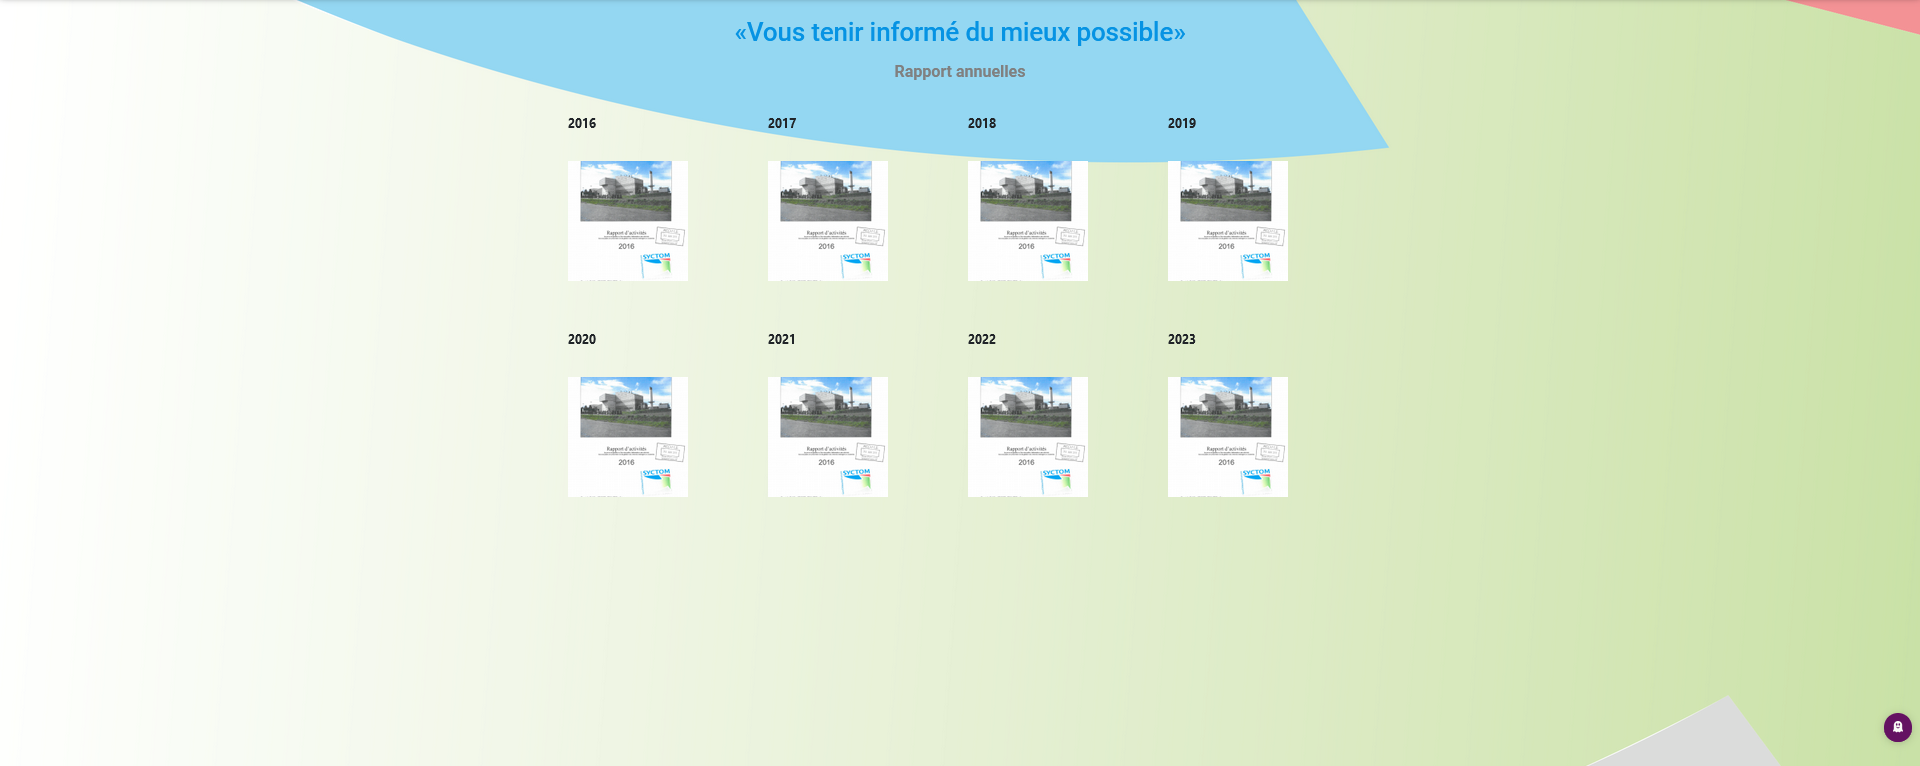 «Vous tenir informé du mieux possible»
Rapport annuelles
2016
2017
2018
2019
Rapport d'activités
2016
SYCTOM
Rapport d'activités
2016
SYCTOM
Rapport d'activités
2016
SYCTOM
Rapport d'activités
2016
SYCTOM
2020
2021
2022
2023
Rapport d'activités
2016
SYCTOM
Rapport d'activités
2016
SYCTOM
Rapport d'activités
2016
SYCTOM
Rapport d'activités
2016
SYCTOM